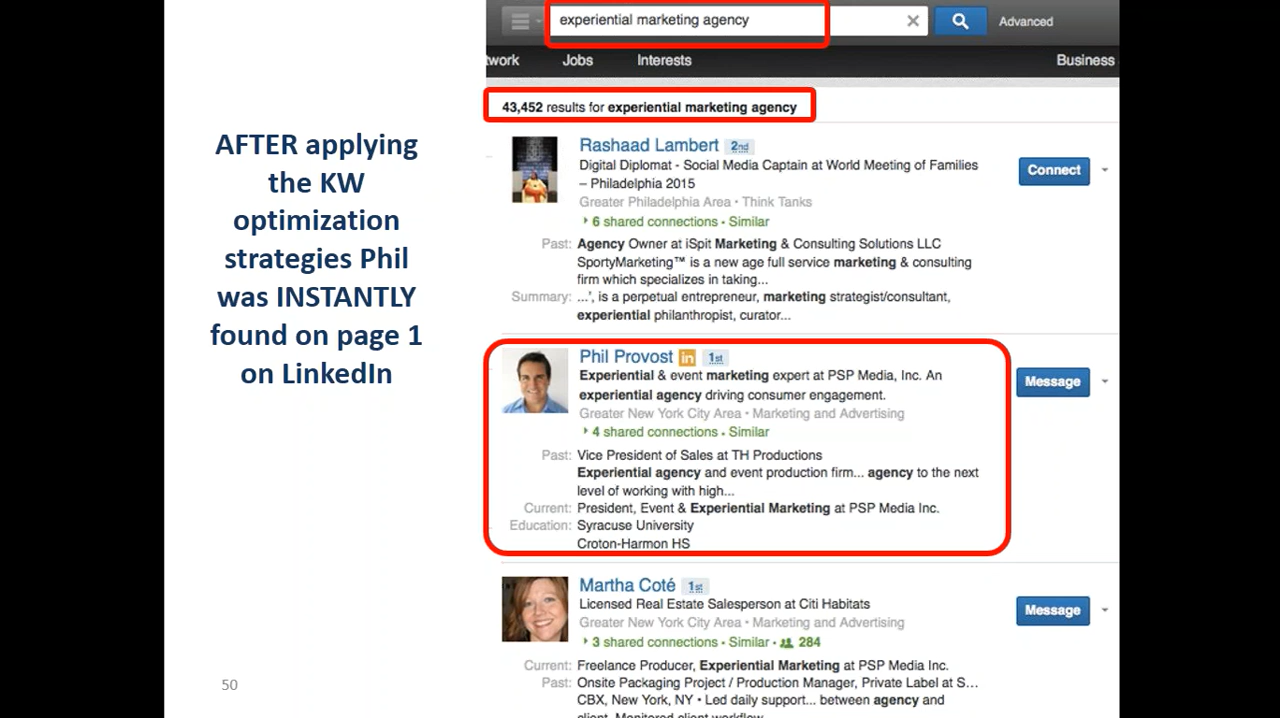 experiential marketing agency
Advanced
twork Jobs Interests Business
43,452 results for experiential marketing agency
AFTER applying
the KW
optimization
strategies Phil
was INSTANTLY
found on page 1
on LinkedIn
Rashaad Lambert 2nd
Digital Diplomat - Social Media Captain at World Meeting of Families
– Philadelphia 2015
Greater Philadelphia Area • Think Tanks
6 shared connections • Similar
Connect
Past: Agency Owner at iSpit Marketing & Consulting Solutions LLC
SportyMarketing™ is a new age full service marketing & consulting
firm which specializes in taking...
Summary: ...', is a perpetual entrepreneur, marketing strategist/consultant,
experiential philanthropist, curator...
Phil Provost in 1st
Experiential & event marketing expert at PSP Media, Inc. An
experiential agency driving consumer engagement.
Greater New York City Area • Marketing and Advertising
4 shared connections • Similar
Message
Past: Vice President of Sales at TH Productions
Experiential agency and event production firm... agency to the next
level of working with high...
Current: President, Event & Experiential Marketing at PSP Media Inc.
Education: Syracuse University
Croton-Harmon HS
Martha Coté 1st
Licensed Real Estate Salesperson at Citi Habitats
Greater New York City Area • Marketing and Advertising
3 shared connections • Similar • 284
Message
Current: Freelance Producer, Experiential Marketing at PSP Media Inc.
Past: Onsite Packaging Project / Production Manager, Private Label at S...
CBX, New York, NY • Led daily support... between agency and
client. Monitored client workflow
50